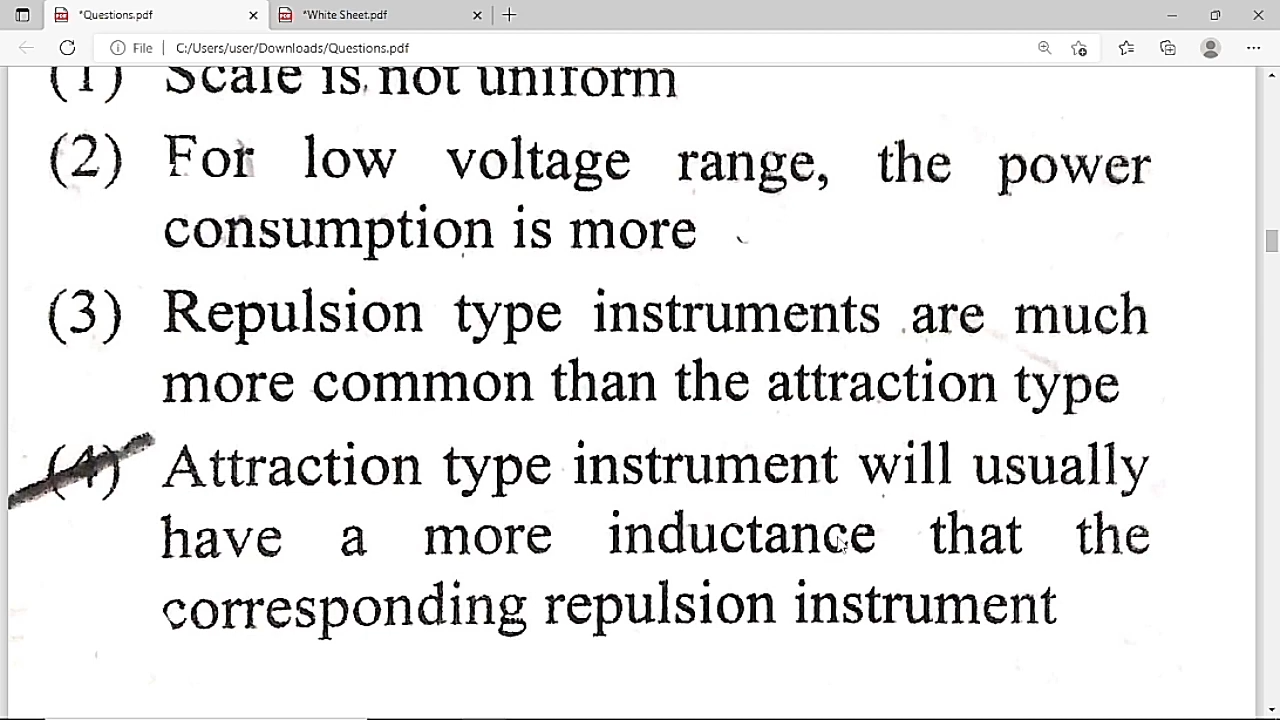 *Questions.pdf
*White Sheet.pdf
File
C:/Users/user/Downloads/Questions.pdf
(1) Scale is not uniform
(2) For low voltage range, the power
consumption is more
(3) Repulsion type instruments are much
more common than the attraction type
(4) Attraction type instrument will usually
have a more inductance that the
corresponding repulsion instrument